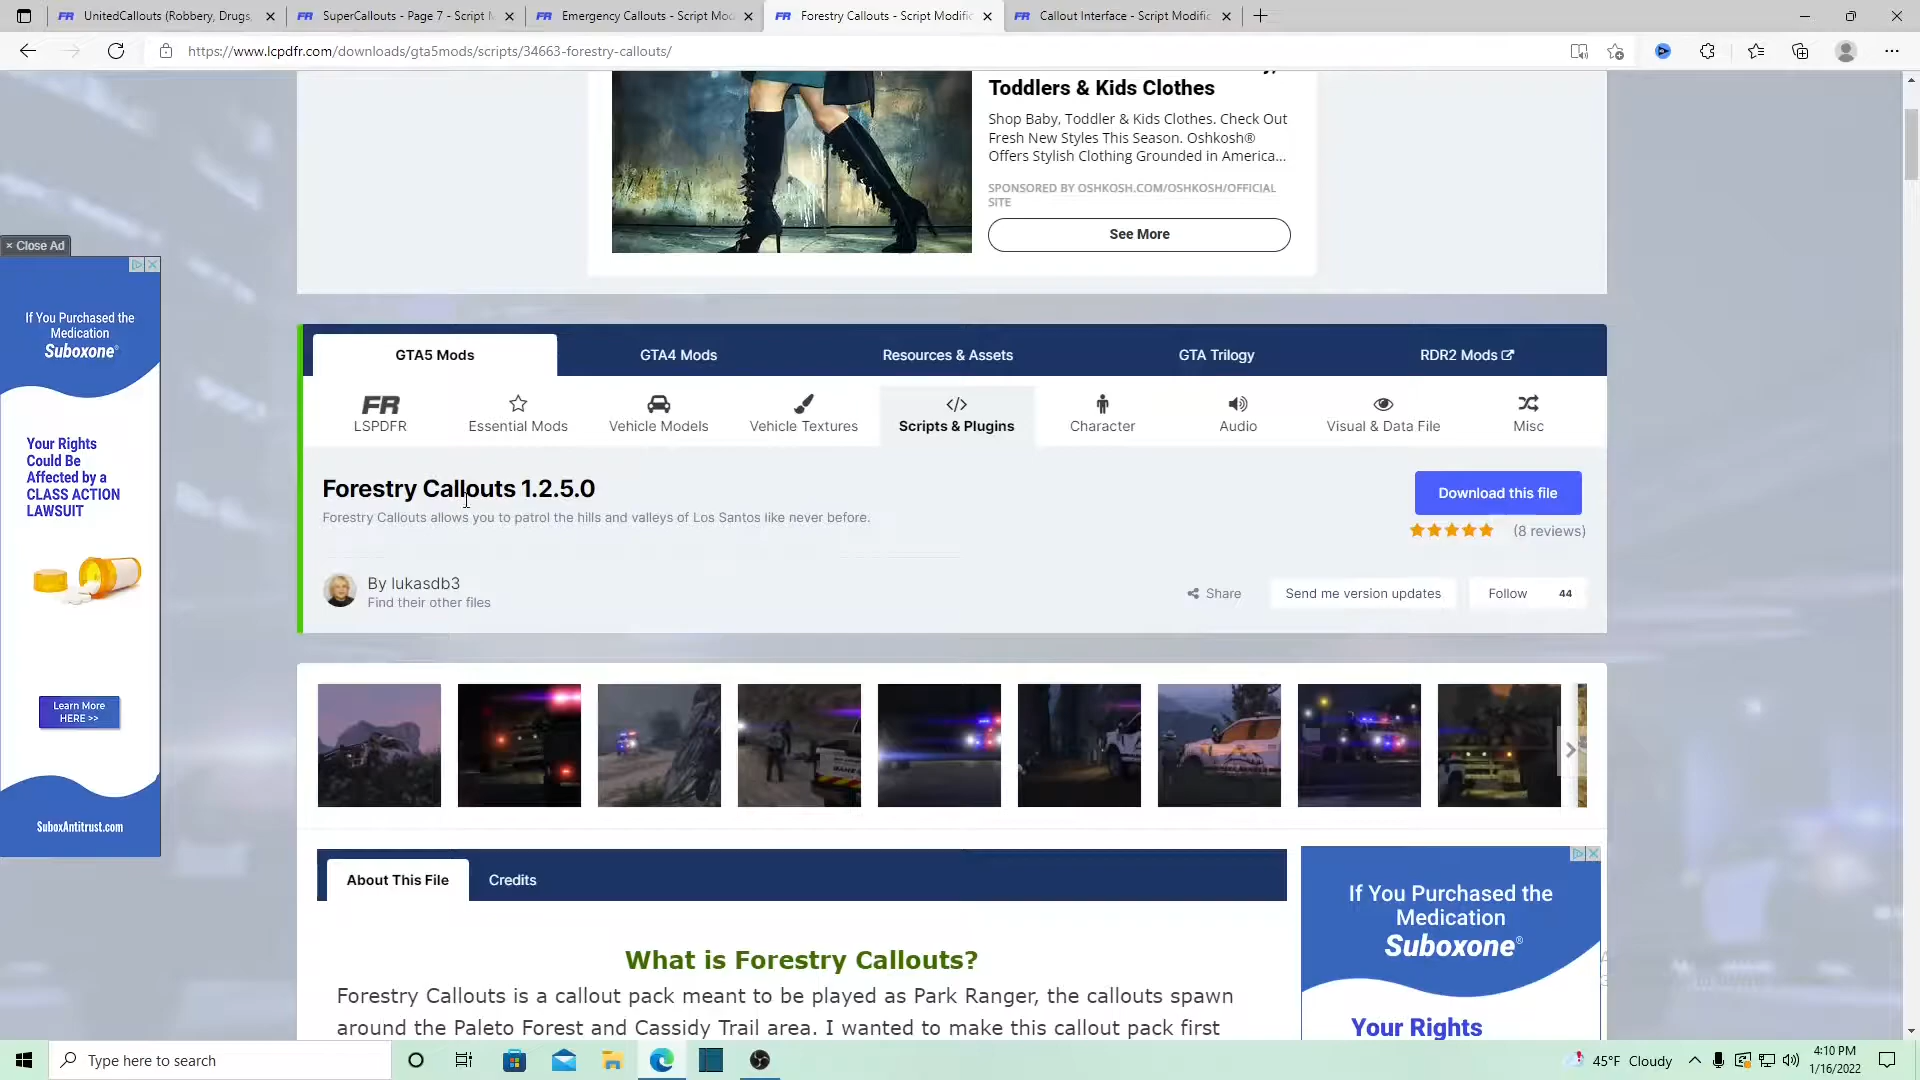 UnitedCallouts (Robbery, Drugs,
SuperCallouts - Page 7 - Script M
Emergency Callouts - Script Mod
Forestry Callouts - Script Modific
Callout Interface - Script Modific
https://www.lcpdfr.com/downloads/gta5mods/scripts/34663-forestry-callouts/
Toddlers & Kids Clothes
Shop Baby, Toddler & Kids Clothes. Check Out
Fresh New Styles This Season. Oshkosh®
Offers Stylish Clothing Grounded in America...
SPONSORED BY OSHKOSH.COM/OSHKOSH/OFFICIAL
SITE
See More
× Close Ad
If You Purchased the
Medication
Suboxone®
Your Rights
Could Be
Affected by a
CLASS ACTION
LAWSUIT
Learn More
HERE >>
SuboxAntitrust.com
GTA5 Mods
GTA4 Mods
Resources & Assets
GTA Trilogy
RDR2 Mods
FR
LSPDFR
Essential Mods
Vehicle Models
Vehicle Textures
</>
Scripts & Plugins
Character
Audio
Visual & Data File
Misc
Forestry Callouts 1.2.5.0
Forestry Callouts allows you to patrol the hills and valleys of Los Santos like never before.
Download this file
(8 reviews)
By lukasdb3
Find their other files
Share
Send me version updates
Follow 44
About This File
Credits
What is Forestry Callouts?
Forestry Callouts is a callout pack meant to be played as Park Ranger, the callouts spawn
around the Paleto Forest and Cassidy Trail area. I wanted to make this callout pack first
If You Purchased the
Medication
Suboxone®
Your Rights
Type here to search
45°F Cloudy
4:10 PM
1/16/2022